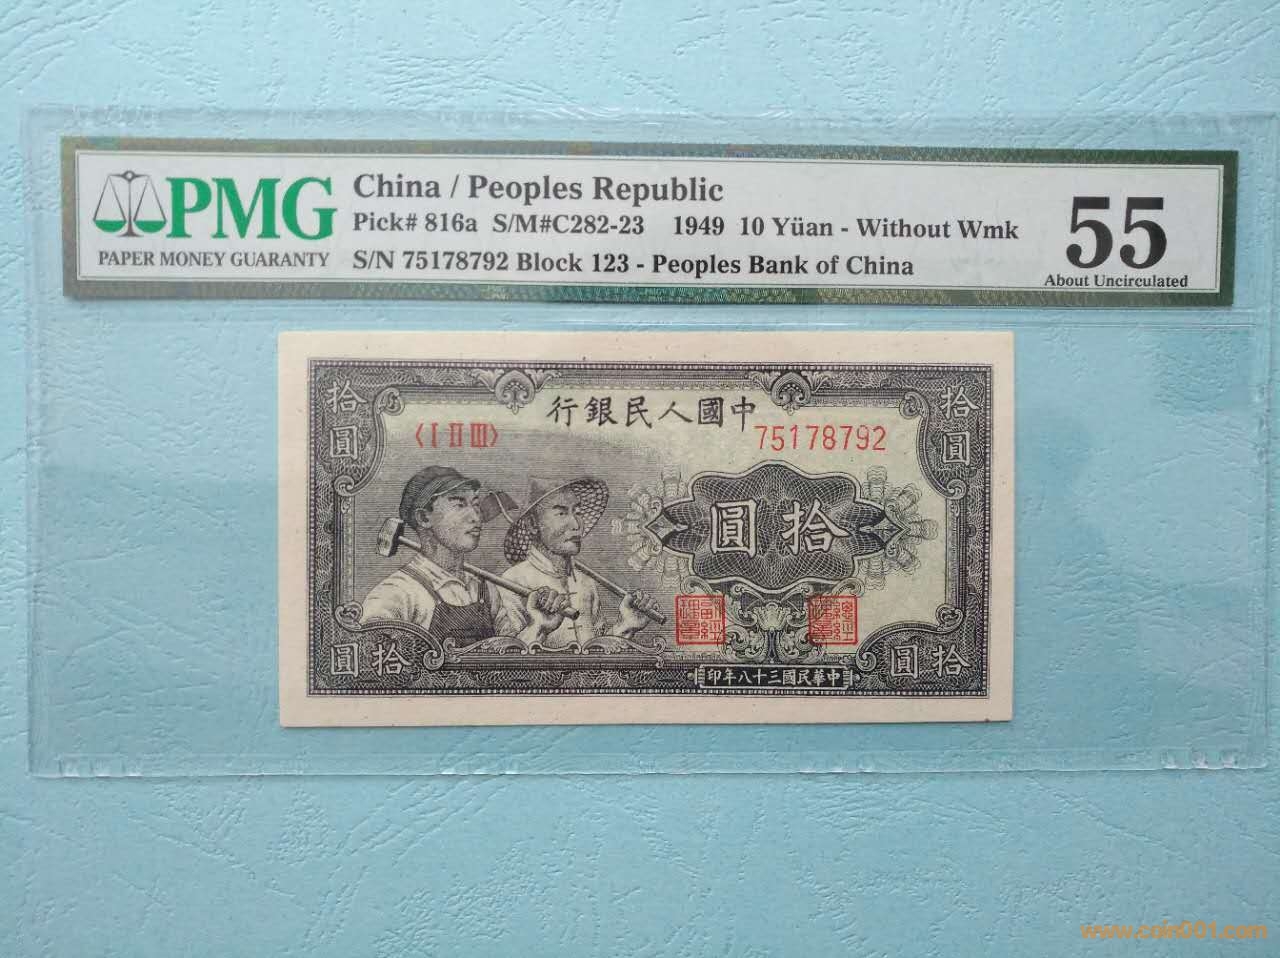 PMG
PAPER MONEY GUARANTY
China / Peoples Republic
Pick# 816a S/M#C282-23 1949 10 Yüan - Without Wmk
S/N 75178792 Block 123 - Peoples Bank of China
55
About Uncirculated
行銀民人國中
拾圓
拾圓
〈I II III〉
75178792
圓拾
圓拾
圓拾
印年八十三國民華中
www.coin001.com